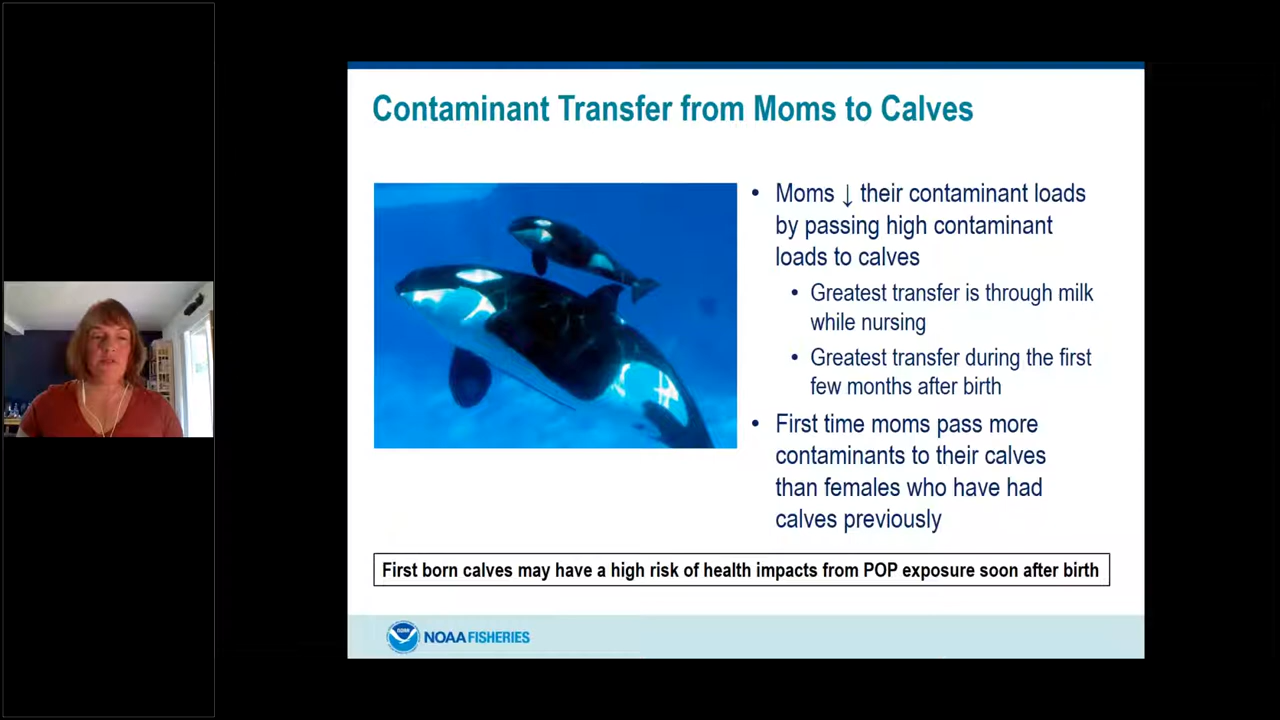 Contaminant Transfer from Moms to Calves
• Moms ↓ their contaminant loads
by passing high contaminant
loads to calves
• Greatest transfer is through milk
while nursing
• Greatest transfer during the first
few months after birth
• First time moms pass more
contaminants to their calves
than females who have had
calves previously
First born calves may have a high risk of health impacts from POP exposure soon after birth
NOAA
NOAA FISHERIES